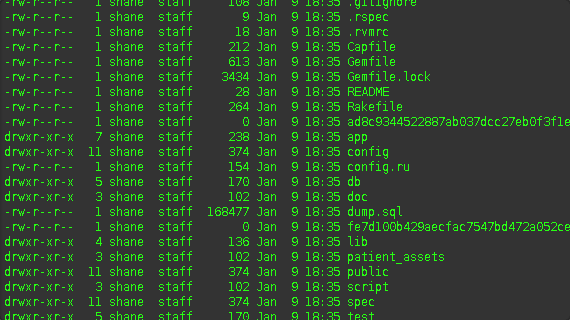 -rw-r--r-- 1 shane staff 108 Jan 9 18:35 .gitignore
-rw-r--r-- 1 shane staff 9 Jan 9 18:35 .rspec
-rw-r--r-- 1 shane staff 18 Jan 9 18:35 .rvmrc
-rw-r--r-- 1 shane staff 212 Jan 9 18:35 Capfile
-rw-r--r-- 1 shane staff 613 Jan 9 18:35 Gemfile
-rw-r--r-- 1 shane staff 3434 Jan 9 18:35 Gemfile.lock
-rw-r--r-- 1 shane staff 28 Jan 9 18:35 README
-rw-r--r-- 1 shane staff 264 Jan 9 18:35 Rakefile
-rw-r--r-- 1 shane staff 0 Jan 9 18:35 ad8c9344522887ab037dcc27eb0f3f1e
drwxr-xr-x 7 shane staff 238 Jan 9 18:35 app
drwxr-xr-x 11 shane staff 374 Jan 9 18:35 config
-rw-r--r-- 1 shane staff 154 Jan 9 18:35 config.ru
drwxr-xr-x 5 shane staff 170 Jan 9 18:35 db
drwxr-xr-x 3 shane staff 102 Jan 9 18:35 doc
-rw-r--r-- 1 shane staff 168477 Jan 9 18:35 dump.sql
-rw-r--r-- 1 shane staff 0 Jan 9 18:35 fe7d100b429aecfac7547bd472a052ce
drwxr-xr-x 4 shane staff 136 Jan 9 18:35 lib
drwxr-xr-x 3 shane staff 102 Jan 9 18:35 patient_assets
drwxr-xr-x 11 shane staff 374 Jan 9 18:35 public
drwxr-xr-x 3 shane staff 102 Jan 9 18:35 script
drwxr-xr-x 11 shane staff 374 Jan 9 18:35 spec
drwxr-xr-x 5 shane staff 170 Jan 9 18:35 test